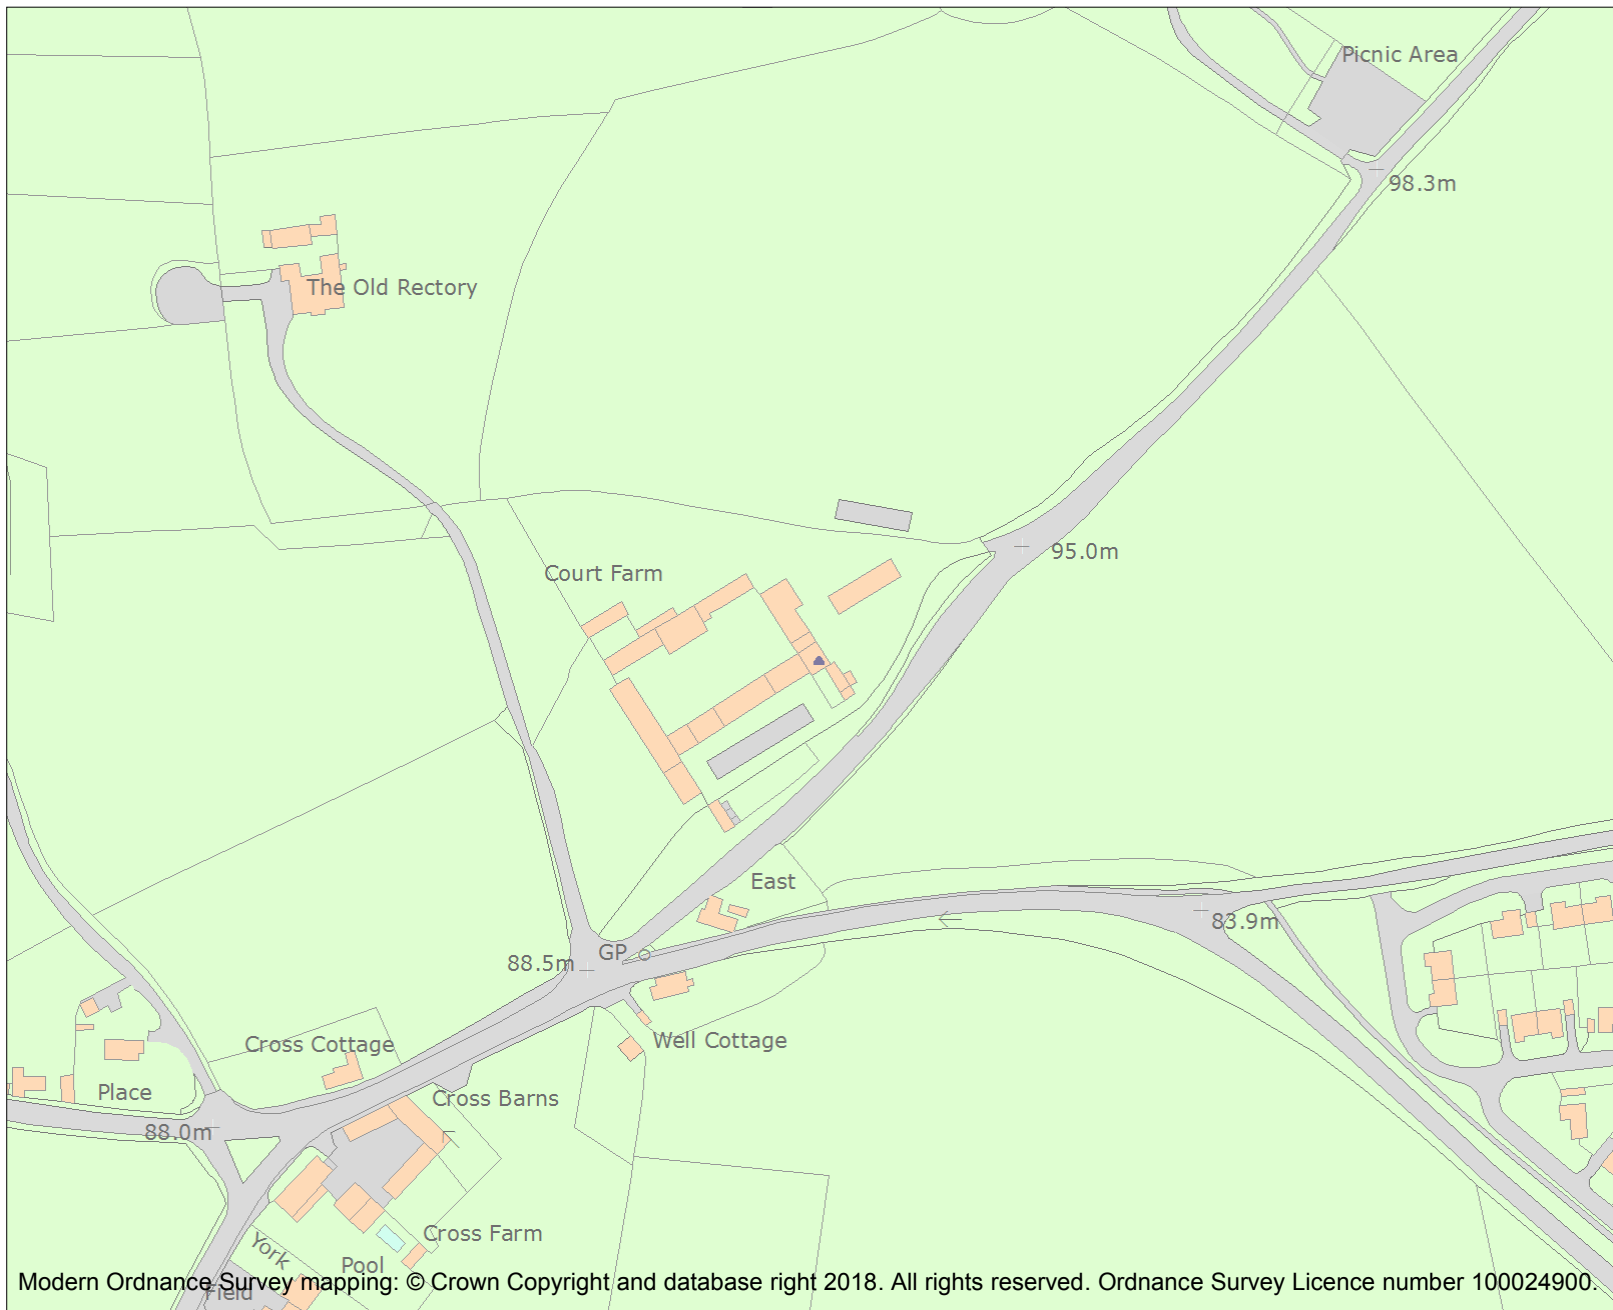 Picnic Area
98.3m
The Old Rectory
95.0m
Court Farm
East
83.9m
GP
88.5m
Well Cottage
Cross Cottage
Place
Cross Barns
88.0m
Cross Farm
York
Pool
Field
Modern Ordnance Survey mapping: © Crown Copyright and database right 2018. All rights reserved. Ordnance Survey Licence number 100024900.